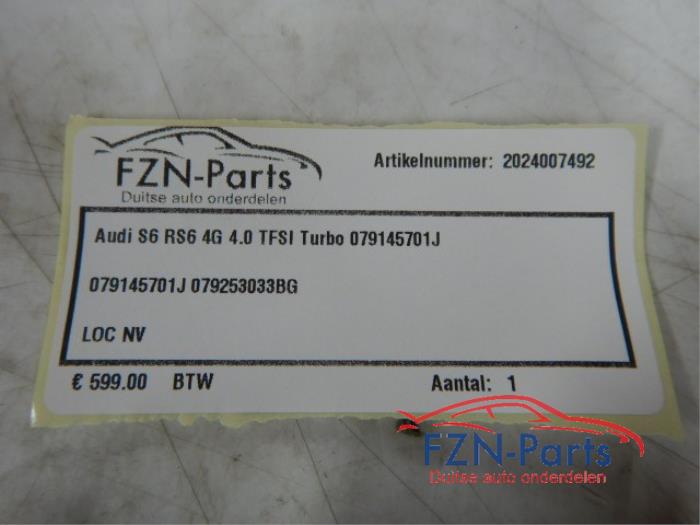 FZN-Parts
Duitse auto onderdelen
Artikelnummer: 2024007492
Audi S6 RS6 4G 4.0 TFSI Turbo 079145701J
079145701J 079253033BG
LOC NV
€ 599.00 BTW
Aantal: 1
FZN-Parts
Duitse auto onderdelen